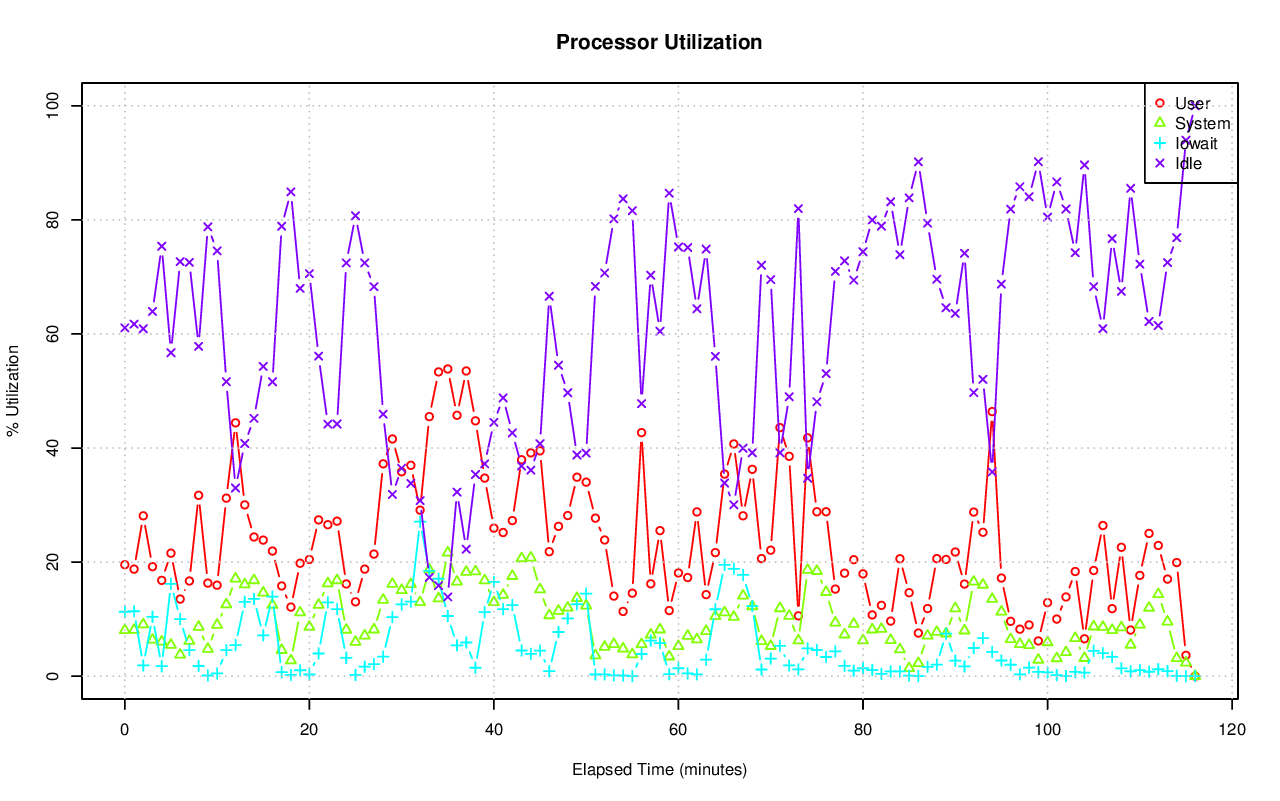 Processor Utilization
% Utilization
100
80
60
40
20
0
User
System
Iowait
Idle
0 20 40 60 80 100 120
Elapsed Time (minutes)